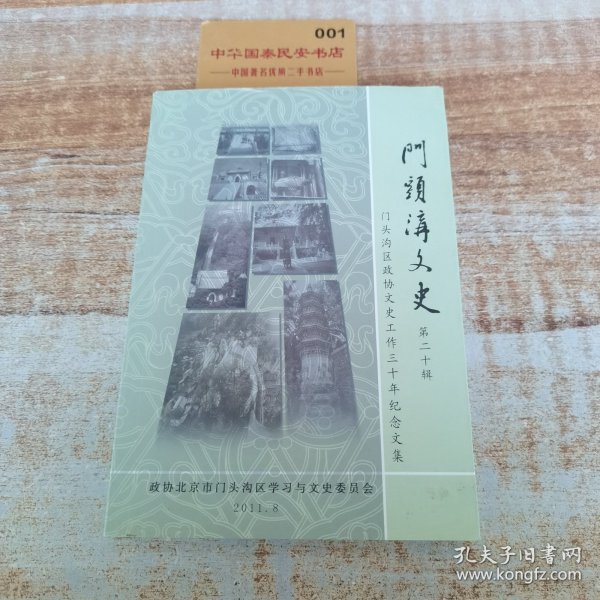 001
中华国泰民安书店
中国著名优质二手书店
門頭溝文史
第二十辑
门头沟区政协文史工作三十年纪念文集
政协北京市门头沟区学习与文史委员会
2011.8
孔夫子旧书网
www.kongfz.com